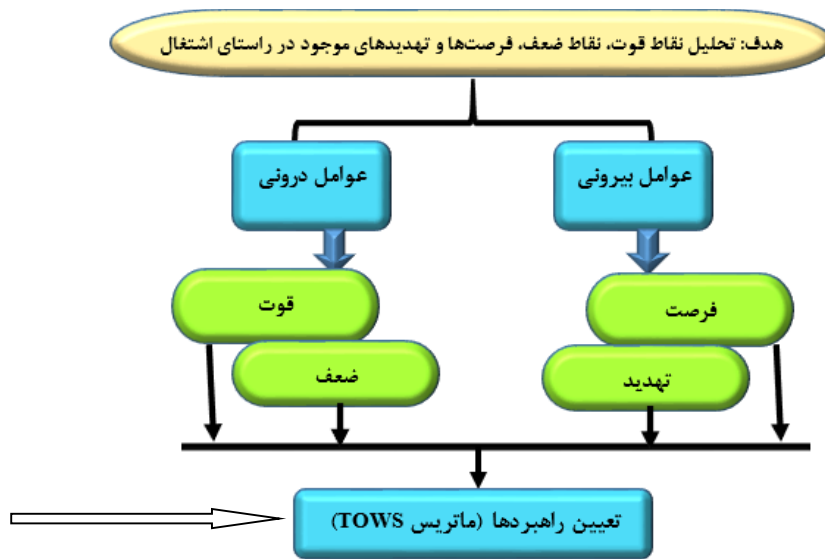 هدف: تحلیل نقاط قوت، نقاط ضعف، فرصت‌ها و تهدیدهای موجود در راستای اشتغال
عوامل بیرونی
عوامل درونی
فرصت
قوت
تهدید
ضعف
تعیین راهبردها (ماتریس TOWS)